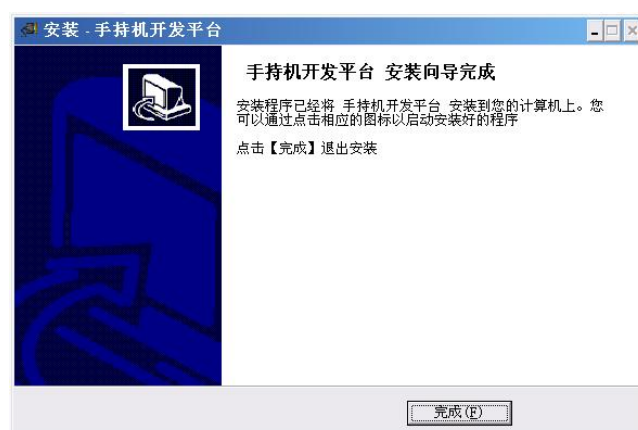 安装 - 手持机开发平台
手持机开发平台 安装向导完成
安装程序已经将 手持机开发平台 安装到您的计算机上。您
可以通过点击相应的图标以启动安装好的程序
点击【完成】退出安装
完成(F)